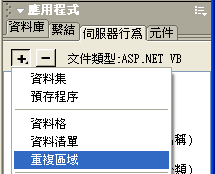 應用程式
資料庫 繫結 伺服器行為 元件
文件類型:ASP.NET VB
資料集
預存程序
資料格
資料清單
稱)
重複區域
類)